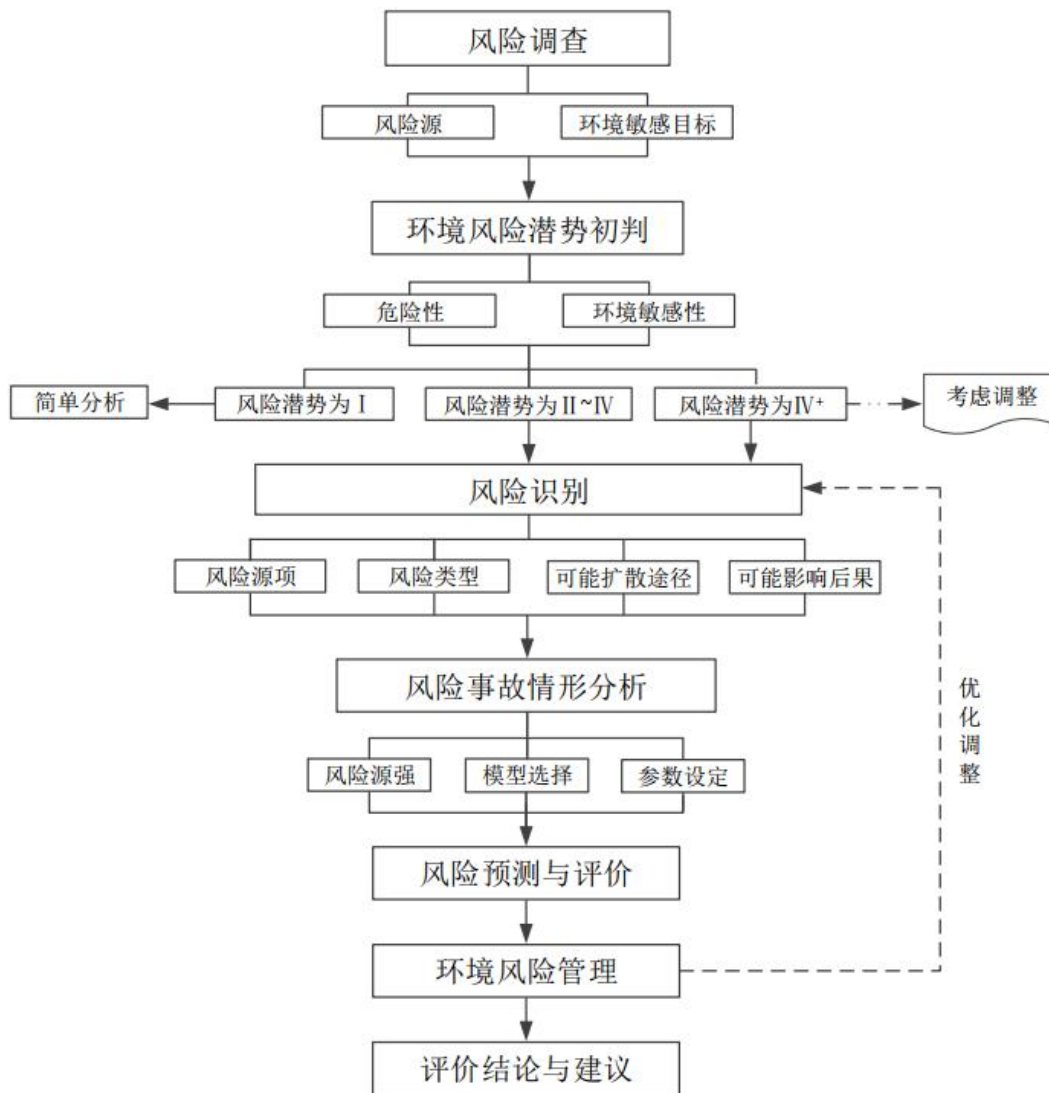 风险调查
风险源
环境敏感目标
环境风险潜势初判
危险性
环境敏感性
简单分析
风险潜势为Ⅰ
风险潜势为Ⅱ~Ⅳ
风险潜势为Ⅳ⁺
考虑调整
风险识别
风险源项
风险类型
可能扩散途径
可能影响后果
风险事故情形分析
风险源强
模型选择
参数设定
优化调整
风险预测与评价
环境风险管理
评价结论与建议